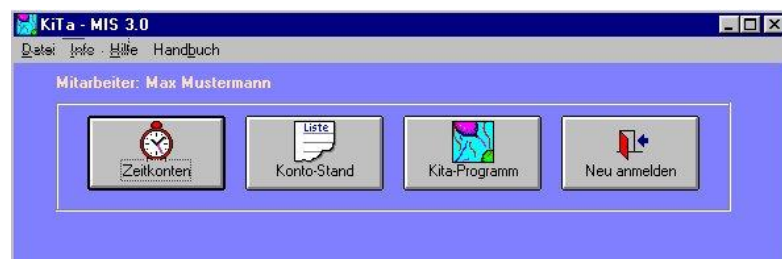 KiTa - MIS 3.0
Datei Info Hilfe Handbuch
Mitarbeiter: Max Mustermann
Liste
Zeitkonten Konto-Stand Kita-Programm Neu anmelden